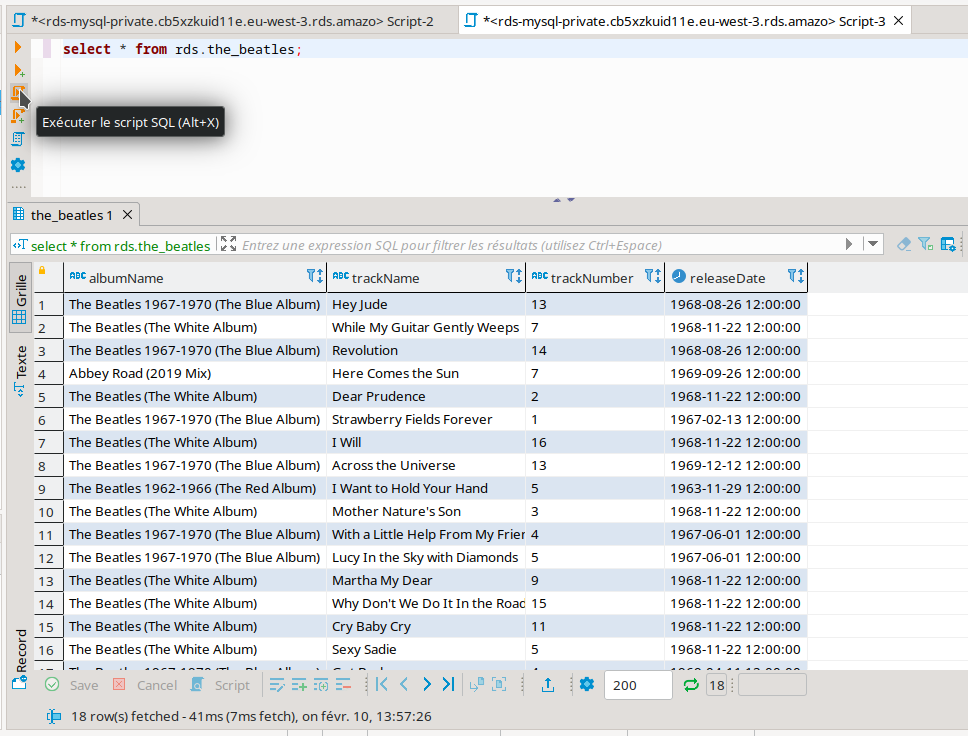 *<rds-mysql-private.cb5xzkuid11e.eu-west-3.rds.amazo> Script-2 *<rds-mysql-private.cb5xzkuid11e.eu-west-3.rds.amazo> Script-3
select * from rds.the_beatles;
Exécuter le script SQL (Alt+X)
the_beatles 1
select * from rds.the_beatles Entrez une expression SQL pour filtrer les résultats (utilisez Ctrl+Espace)
Grille
Texte
Record
ABC albumName ABC trackName ABC trackNumber releaseDate
1 The Beatles 1967-1970 (The Blue Album) Hey Jude 13 1968-08-26 12:00:00
2 The Beatles (The White Album) While My Guitar Gently Weeps 7 1968-11-22 12:00:00
3 The Beatles 1967-1970 (The Blue Album) Revolution 14 1968-08-26 12:00:00
4 Abbey Road (2019 Mix) Here Comes the Sun 7 1969-09-26 12:00:00
5 The Beatles (The White Album) Dear Prudence 2 1968-11-22 12:00:00
6 The Beatles 1967-1970 (The Blue Album) Strawberry Fields Forever 1 1967-02-13 12:00:00
7 The Beatles (The White Album) I Will 16 1968-11-22 12:00:00
8 The Beatles 1967-1970 (The Blue Album) Across the Universe 13 1969-12-12 12:00:00
9 The Beatles 1962-1966 (The Red Album) I Want to Hold Your Hand 5 1963-11-29 12:00:00
10 The Beatles (The White Album) Mother Nature's Son 3 1968-11-22 12:00:00
11 The Beatles 1967-1970 (The Blue Album) With a Little Help From My Frier 4 1967-06-01 12:00:00
12 The Beatles 1967-1970 (The Blue Album) Lucy In the Sky with Diamonds 5 1967-06-01 12:00:00
13 The Beatles (The White Album) Martha My Dear 9 1968-11-22 12:00:00
14 The Beatles (The White Album) Why Don't We Do It In the Road 15 1968-11-22 12:00:00
15 The Beatles (The White Album) Cry Baby Cry 11 1968-11-22 12:00:00
16 The Beatles (The White Album) Sexy Sadie 5 1968-11-22 12:00:00
Save Cancel Script 200 18
18 row(s) fetched - 41ms (7ms fetch), on févr. 10, 13:57:26